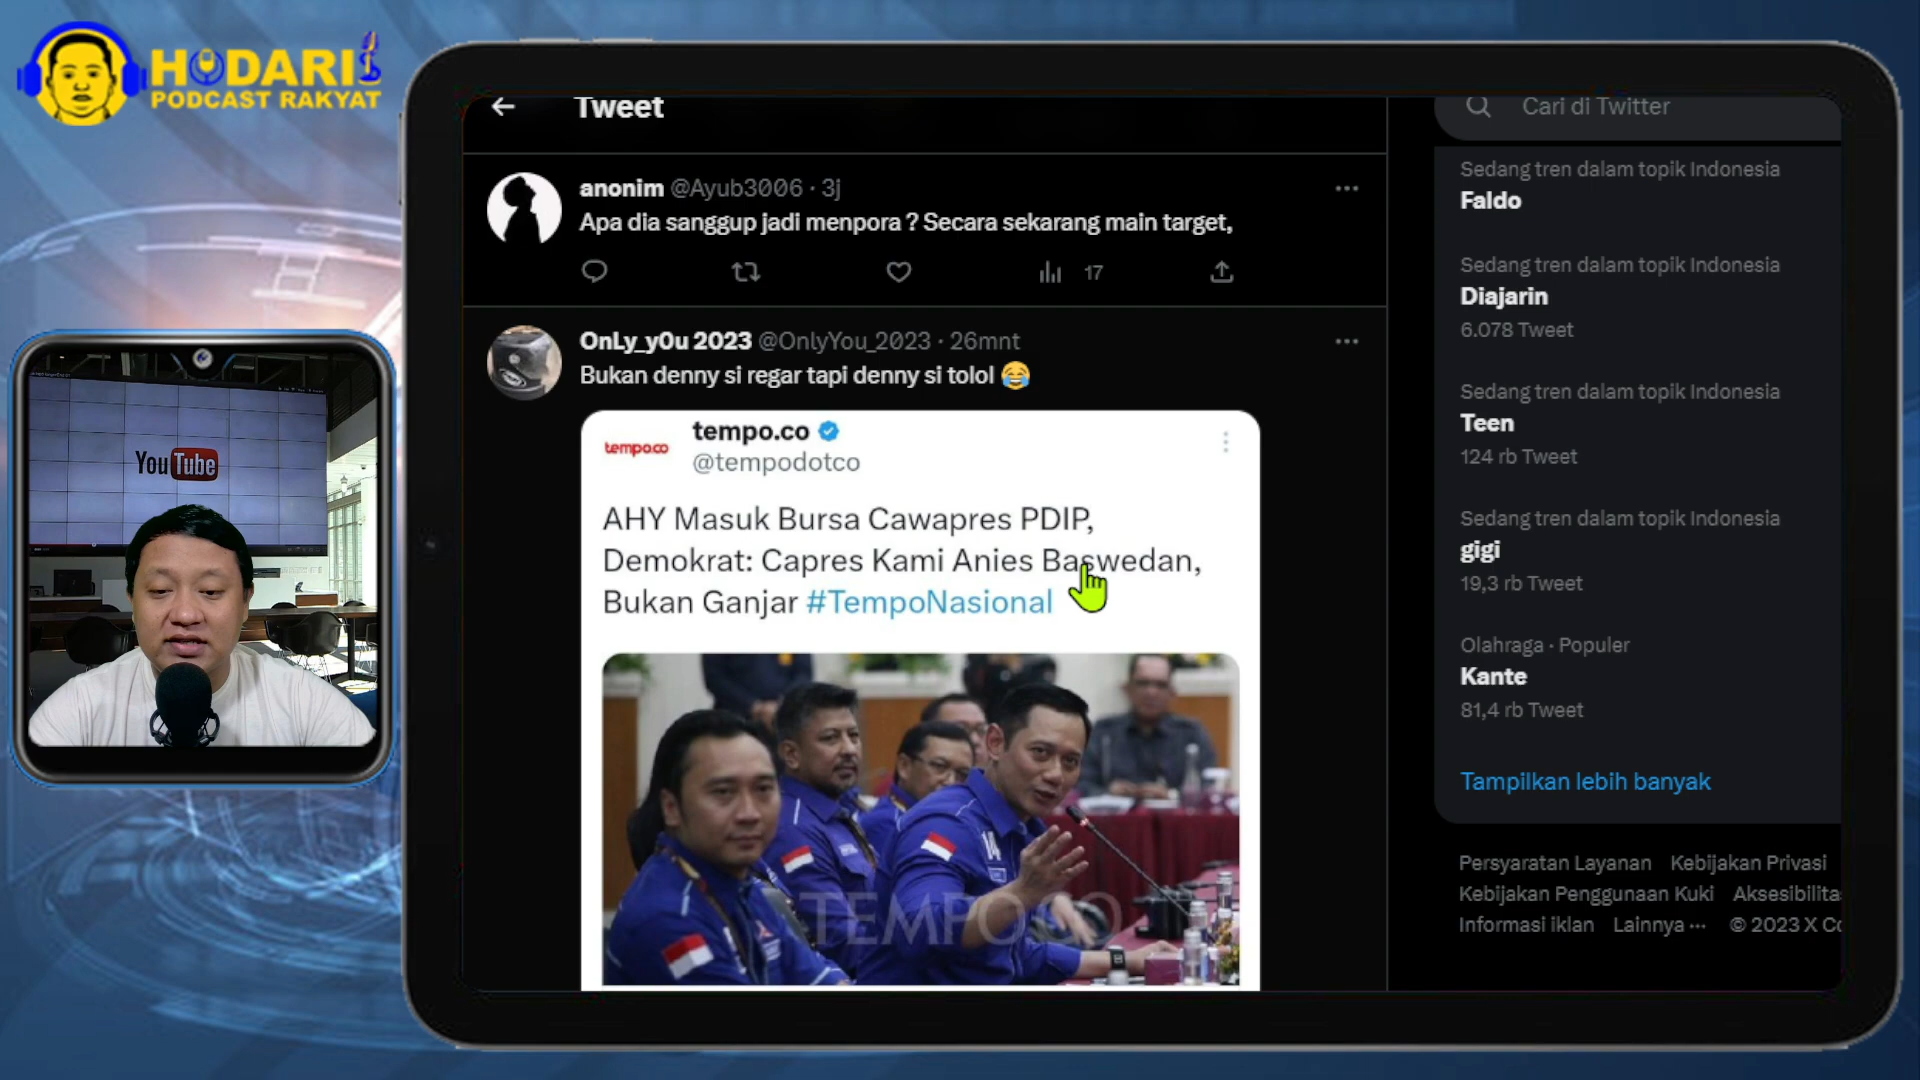 HODARI
PODCAST RAKYAT
YouTube
Tweet
anonim @Ayub3006 · 3j
Apa dia sanggup jadi menpora ? Secara sekarang main target,
17
OnLy_y0u 2023 @OnlyYou_2023 · 26mnt
Bukan denny si regar tapi denny si tolol 😂
tempo.co
tempo.co
@tempodotco
AHY Masuk Bursa Cawapres PDIP,
Demokrat: Capres Kami Anies Baswedan,
Bukan Ganjar #TempoNasional
14
TEMPO.CO
Cari di Twitter
Sedang tren dalam topik Indonesia
Faldo
Sedang tren dalam topik Indonesia
Diajarin
6.078 Tweet
Sedang tren dalam topik Indonesia
Teen
124 rb Tweet
Sedang tren dalam topik Indonesia
gigi
19,3 rb Tweet
Olahraga · Populer
Kante
81,4 rb Tweet
Tampilkan lebih banyak
Persyaratan Layanan Kebijakan Privasi
Kebijakan Penggunaan Kuki Aksesibilita
Informasi iklan Lainnya ··· © 2023 X Co